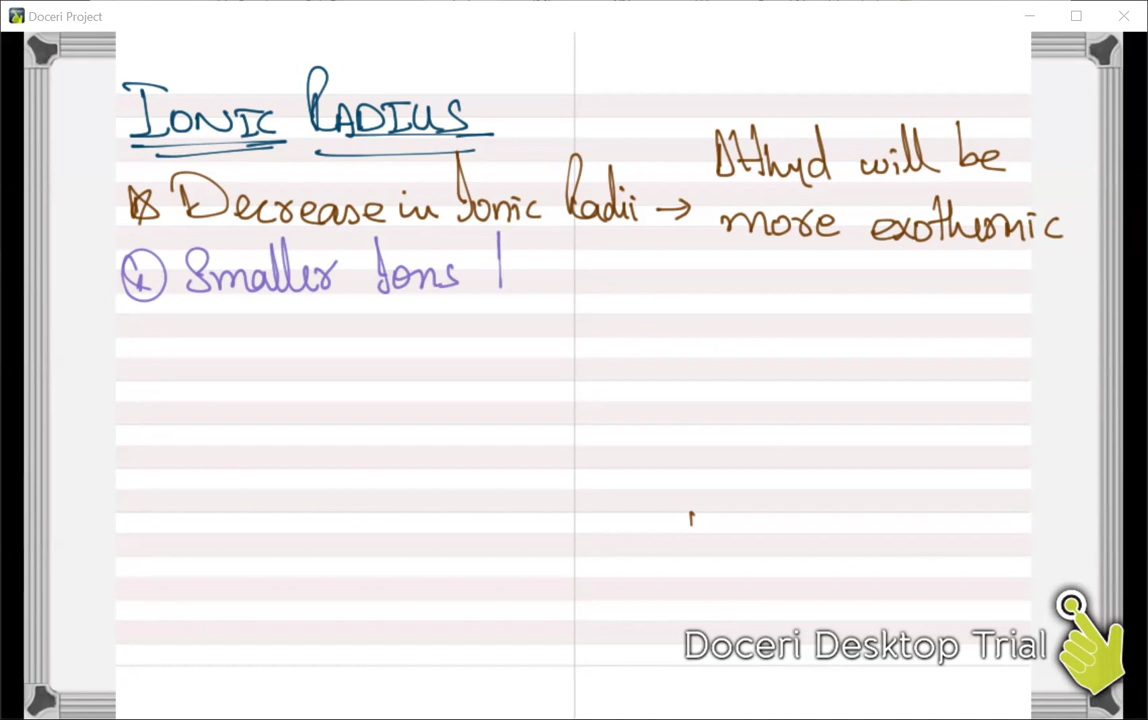 Doceri Project
IONIC RADIUS
Decrease in Ionic Radii → ΔHhyd will be
more exothermic
Smaller Ions
Doceri Desktop Trial